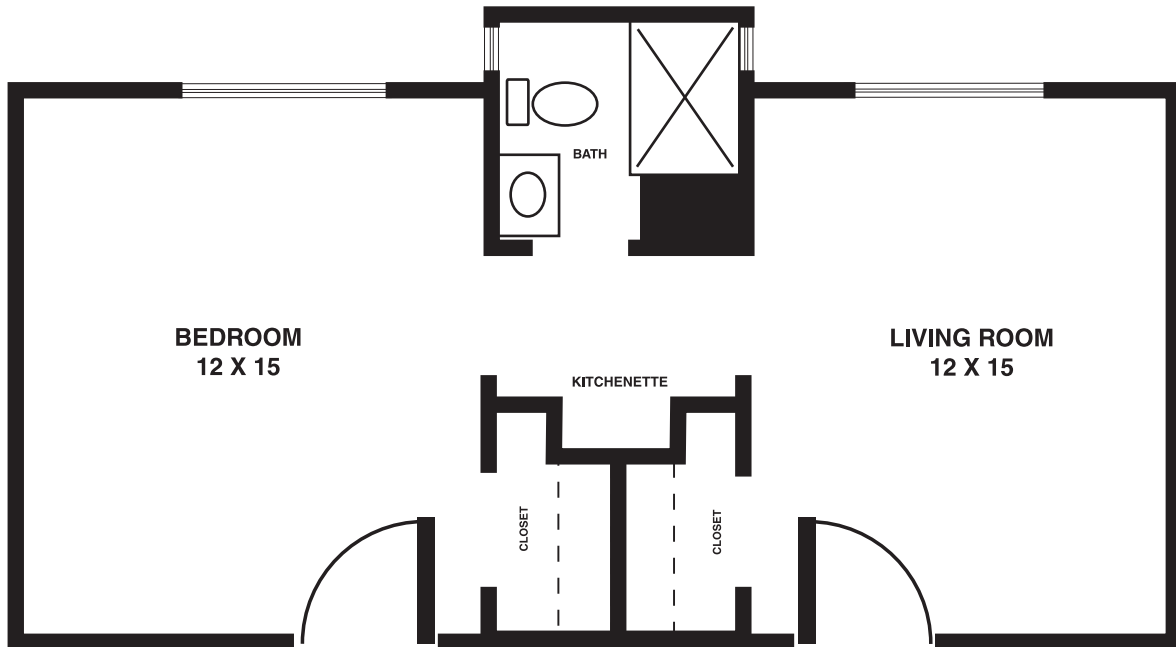 BATH
BEDROOM
12 X 15
LIVING ROOM
12 X 15
KITCHENETTE
CLOSET
CLOSET